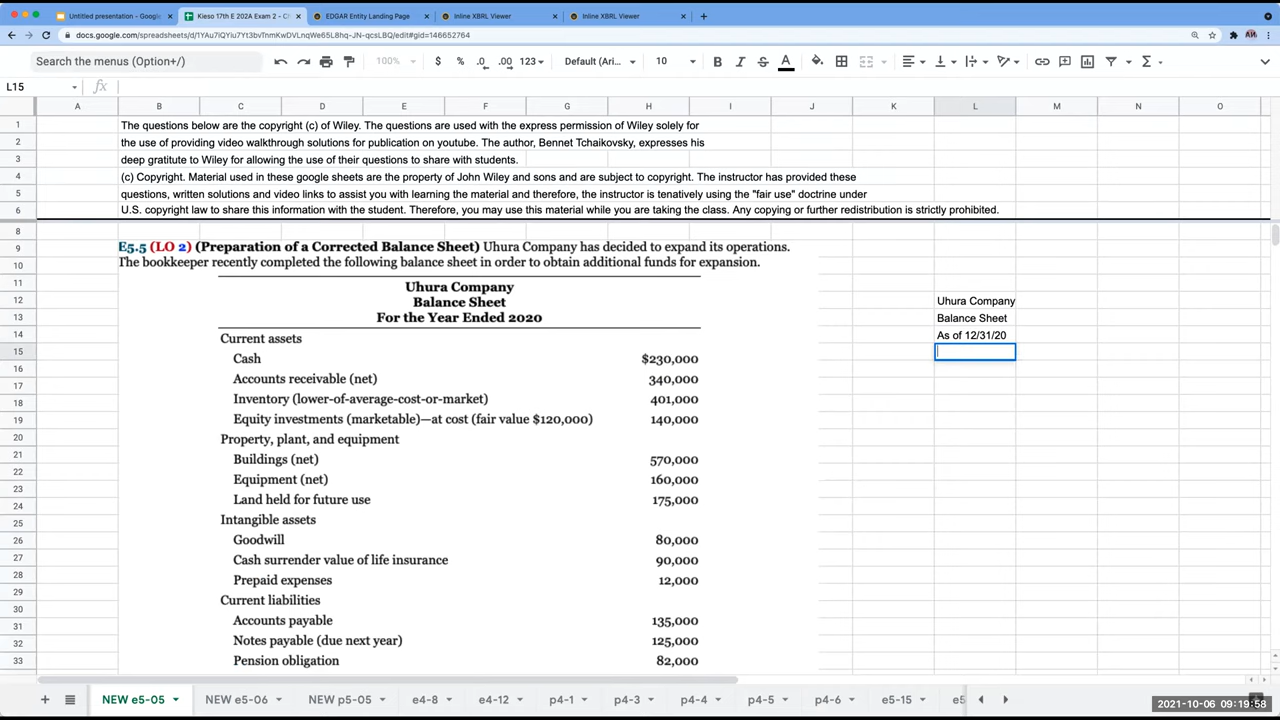 Untitled presentation - Google
Kieso 17th E 202A Exam 2 - C
EDGAR Entity Landing Page
Inline XBRL Viewer
Inline XBRL Viewer
Search the menus (Option+/)
100%
$ % .0 .00 123
Default (Ari...
10
B I S A
L15
fx
A B C D E F G H I J K L M N O
1 The questions below are the copyright (c) of Wiley. The questions are used with the express permission of Wiley solely for
2 the use of providing video walkthrough solutions for publication on youtube. The author, Bennet Tchaikovsky, expresses his
3 deep gratitute to Wiley for allowing the use of their questions to share with students.
4 (c) Copyright. Material used in these google sheets are the property of John Wiley and sons and are subject to copyright. The instructor has provided these
5 questions, written solutions and video links to assist you with learning the material and therefore, the instructor is tenatively using the "fair use" doctrine under
6 U.S. copyright law to share this information with the student. Therefore, you may use this material while you are taking the class. Any copying or further redistribution is strictly prohibited.
8
9 E5.5 (LO 2) (Preparation of a Corrected Balance Sheet) Uhura Company has decided to expand its operations.
10 The bookkeeper recently completed the following balance sheet in order to obtain additional funds for expansion.
11 Uhura Company
12 Balance Sheet Uhura Company
13 For the Year Ended 2020 Balance Sheet
14 Current assets As of 12/31/20
15 Cash $230,000
16 Accounts receivable (net) 340,000
17
18 Inventory (lower-of-average-cost-or-market) 401,000
19 Equity investments (marketable)—at cost (fair value $120,000) 140,000
20 Property, plant, and equipment
21 Buildings (net) 570,000
22 Equipment (net) 160,000
23
24 Land held for future use 175,000
25 Intangible assets
26 Goodwill 80,000
27 Cash surrender value of life insurance 90,000
28 Prepaid expenses 12,000
29
30 Current liabilities
31 Accounts payable 135,000
32 Notes payable (due next year) 125,000
33 Pension obligation 82,000
NEW e5-05 NEW e5-06 NEW p5-05 e4-8 e4-12 p4-1 p4-3 p4-4 p4-5 p4-6 e5-15 e5
2021-10-06 09:19:58